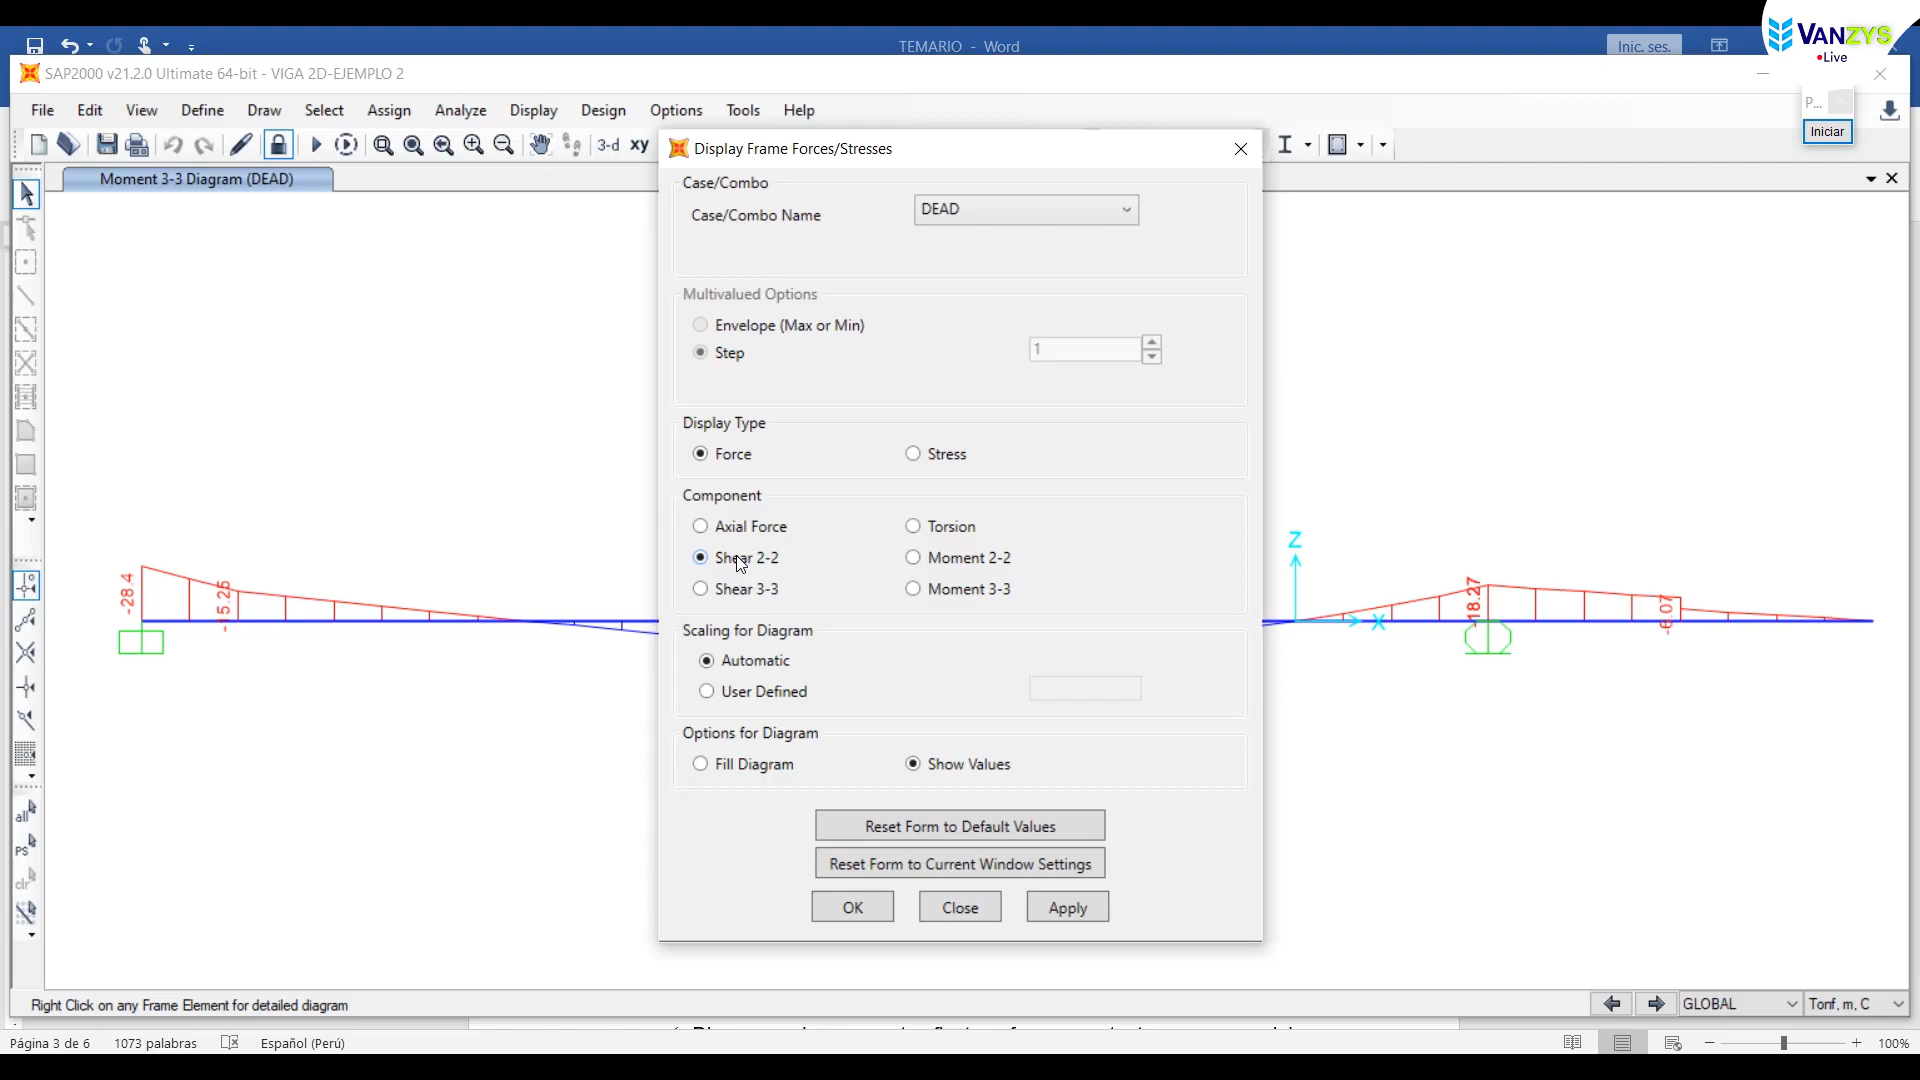 TEMARIO - Word
Inic. ses.
VANZYS
Live
SAP2000 v21.2.0 Ultimate 64-bit - VIGA 2D-EJEMPLO 2
P...
Iniciar
File Edit View Define Draw Select Assign Analyze Display Design Options Tools Help
3-d xy
Moment 3-3 Diagram (DEAD)
Display Frame Forces/Stresses
Case/Combo
Case/Combo Name DEAD
Multivalued Options
Envelope (Max or Min)
Step 1
Display Type
Force Stress
Component
Axial Force Torsion
Shear 2-2 Moment 2-2
Shear 3-3 Moment 3-3
Scaling for Diagram
Automatic
User Defined
Options for Diagram
Fill Diagram Show Values
Reset Form to Default Values
Reset Form to Current Window Settings
OK Close Apply
-28.4
-15.25
Z
X
-18.27
-6.07
all
PS
clr
Right Click on any Frame Element for detailed diagram
GLOBAL Tonf, m, C
Página 3 de 6 1073 palabras Español (Perú) 100%